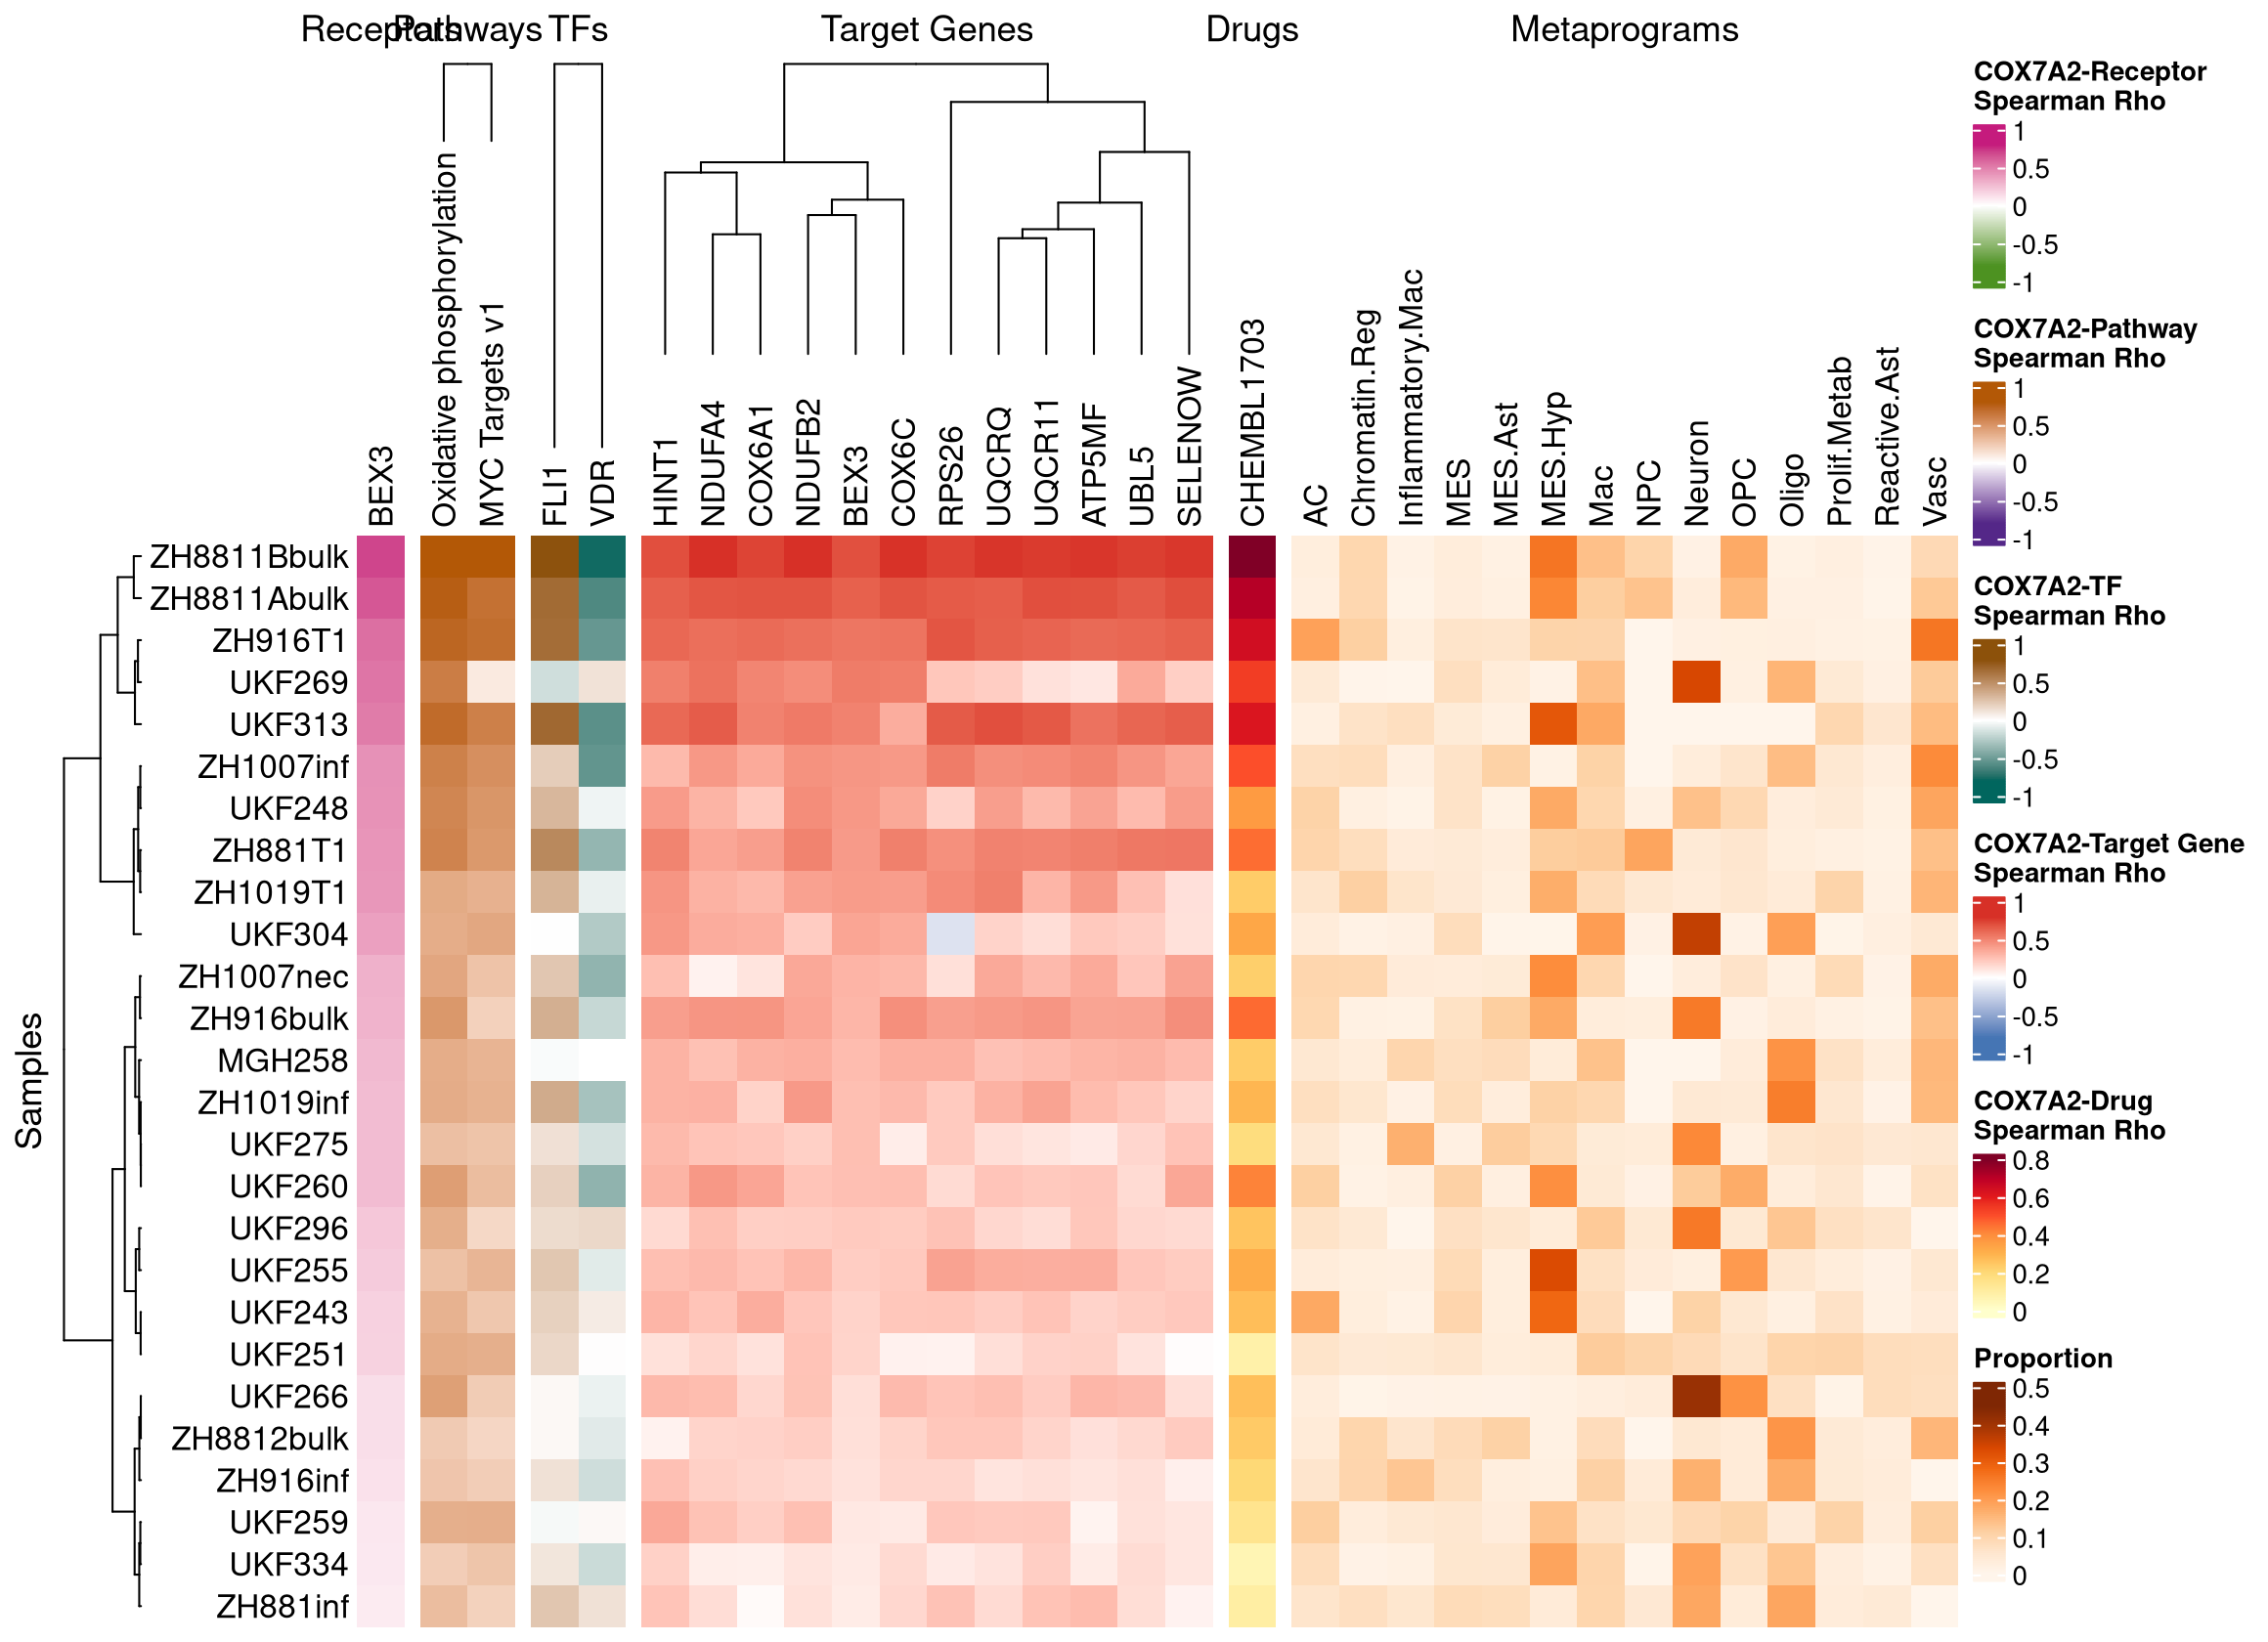 Receptors Pathways TFs Target Genes Drugs Metaprograms
BEX3
Oxidative phosphorylation
MYC Targets v1
FLI1
VDR
HINT1
NDUFA4
COX6A1
NDUFB2
BEX3
COX6C
RPS26
UQCRQ
UQCR11
ATP5MF
UBL5
SELENOW
CHEMBL1703
AC
Chromatin.Reg
Inflammatory.Mac
MES
MES.Ast
MES.Hyp
Mac
NPC
Neuron
OPC
Oligo
Prolif.Metab
Reactive.Ast
Vasc
Samples
ZH8811Bbulk
ZH8811Abulk
ZH916T1
UKF269
UKF313
ZH1007inf
UKF248
ZH881T1
ZH1019T1
UKF304
ZH1007nec
ZH916bulk
MGH258
ZH1019inf
UKF275
UKF260
UKF296
UKF255
UKF243
UKF251
UKF266
ZH8812bulk
ZH916inf
UKF259
UKF334
ZH881inf
COX7A2-Receptor
Spearman Rho
1
0.5
0
-0.5
-1
COX7A2-Pathway
Spearman Rho
1
0.5
0
-0.5
-1
COX7A2-TF
Spearman Rho
1
0.5
0
-0.5
-1
COX7A2-Target Gene
Spearman Rho
1
0.5
0
-0.5
-1
COX7A2-Drug
Spearman Rho
0.8
0.6
0.4
0.2
0
Proportion
0.5
0.4
0.3
0.2
0.1
0